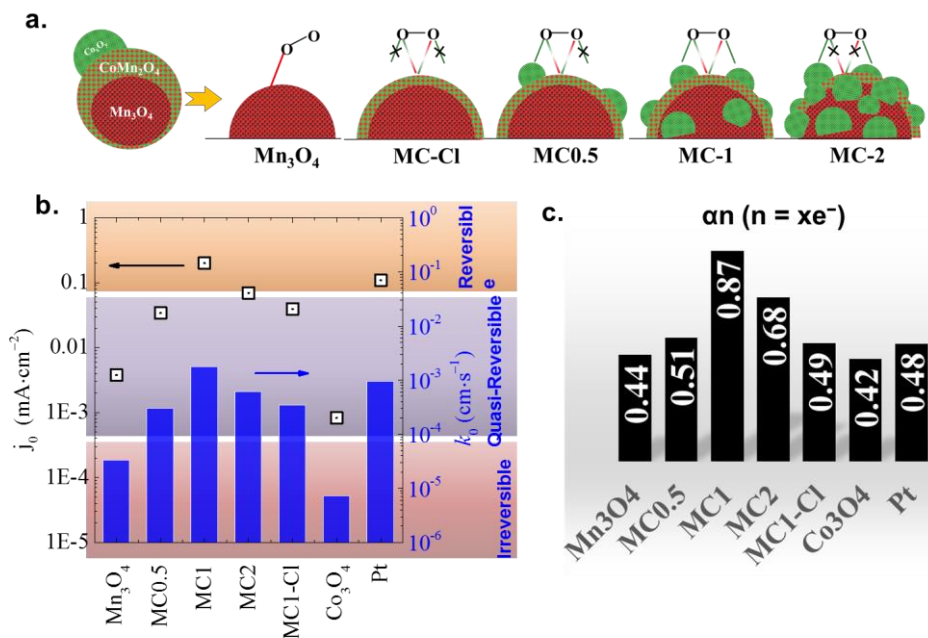 a.
Co₃O₄
CoMn₂O₄
Mn₃O₄
O O
O O
O O
O O
O O
Mn₃O₄
MC-Cl
MC0.5
MC-1
MC-2
b.
j₀ (mA·cm⁻²)
1
0.1
0.01
1E-3
1E-4
1E-5
10⁰
10⁻¹
10⁻²
10⁻³
10⁻⁴
10⁻⁵
10⁻⁶
k₀ (cm·s⁻¹)
Reversibl
e
Quasi-Reversible
Irreversible
Mn₃O₄
MC0.5
MC1
MC2
MC1-Cl
Co₃O₄
Pt
c.
αn (n = xe⁻)
0.44
0.51
0.87
0.68
0.49
0.42
0.48
Mn3O4
MC0.5
MC1
MC2
MC1-Cl
Co3O4
Pt